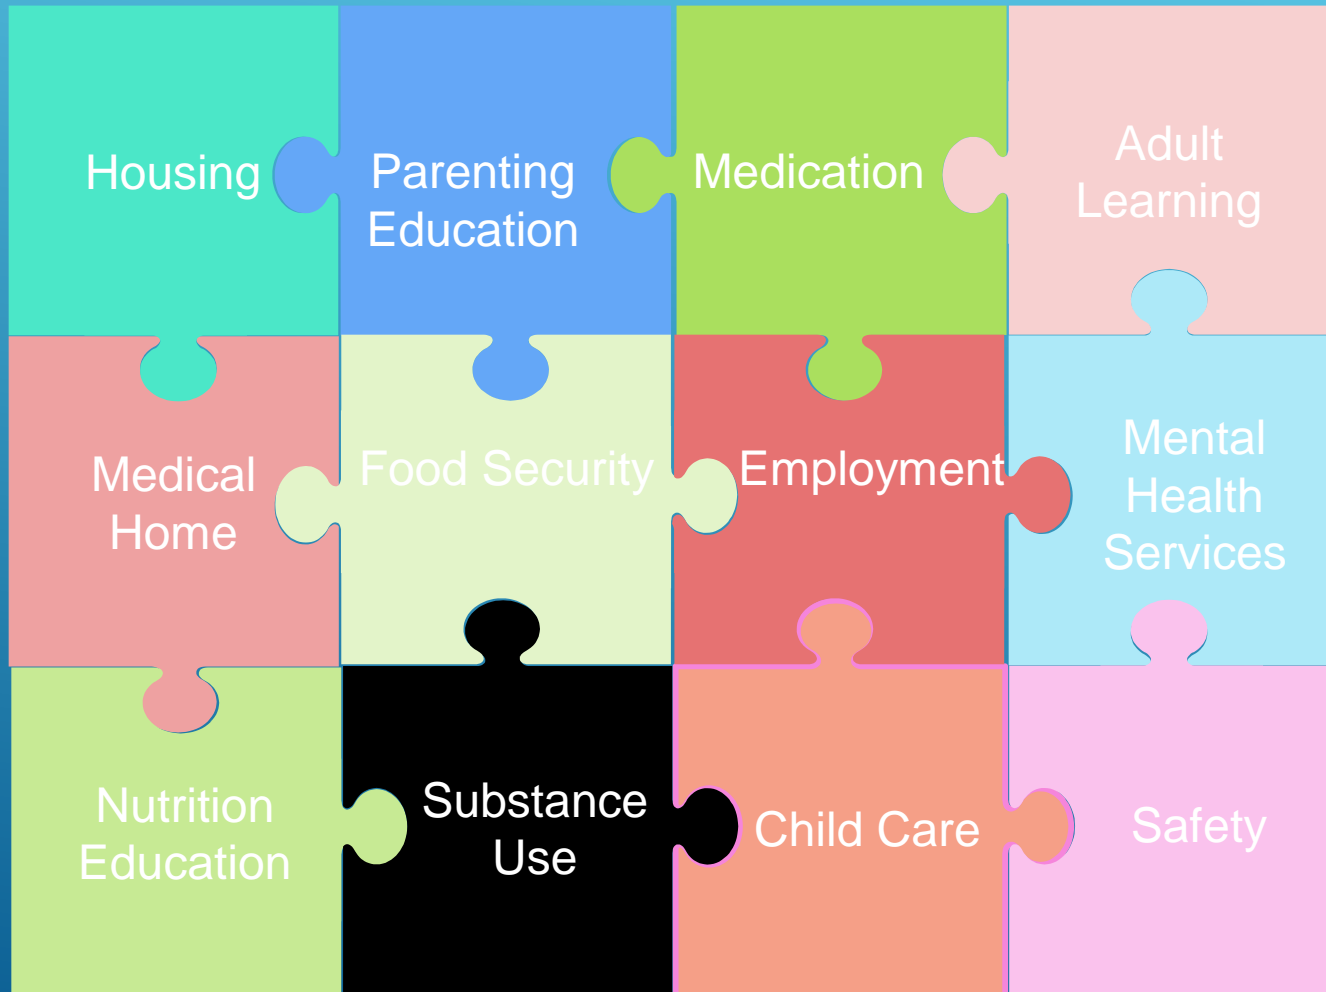 Housing
Parenting
Education
Medication
Adult
Learning
Medical
Home
Food Security
Employment
Mental
Health
Services
Nutrition
Education
Substance
Use
Child Care
Safety